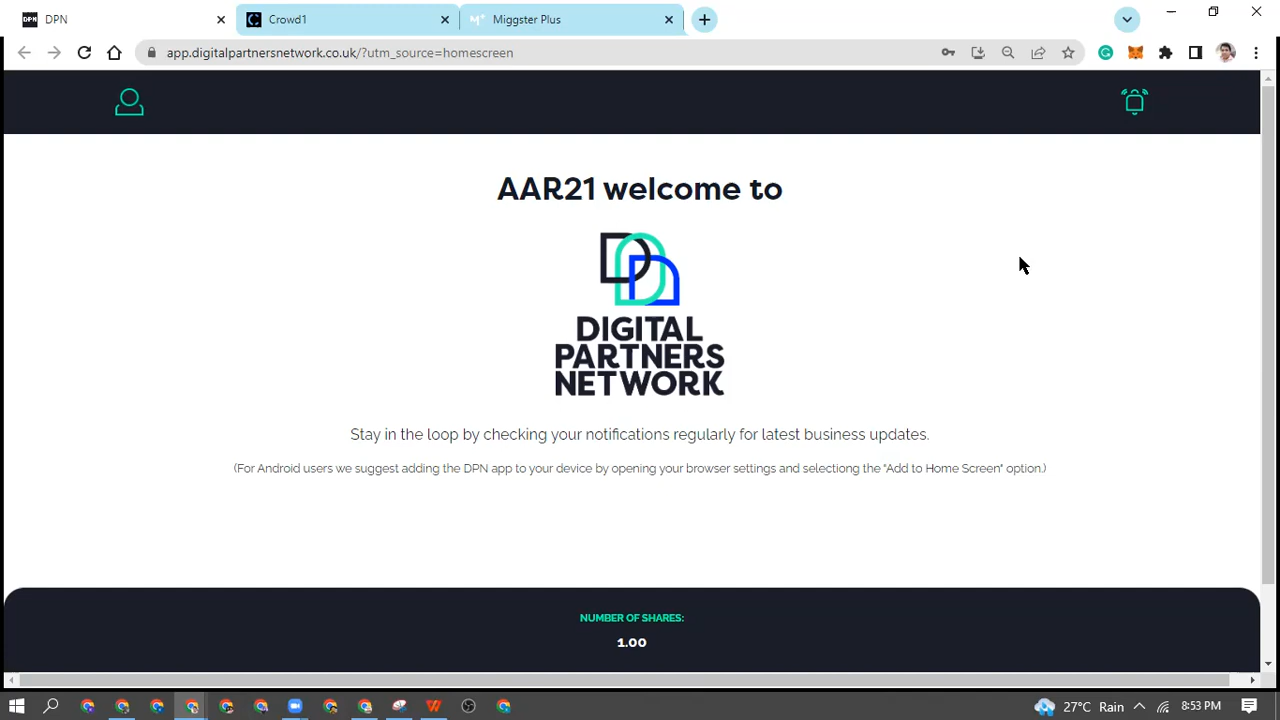 DPN
DPN
Crowd1
Miggster Plus
app.digitalpartnersnetwork.co.uk/?utm_source=homescreen
AAR21 welcome to
DIGITAL
PARTNERS
NETWORK
Stay in the loop by checking your notifications regularly for latest business updates.
(For Android users we suggest adding the DPN app to your device by opening your browser settings and selectiong the "Add to Home Screen" option.)
NUMBER OF SHARES:
1.00
27°C Rain
8:53 PM